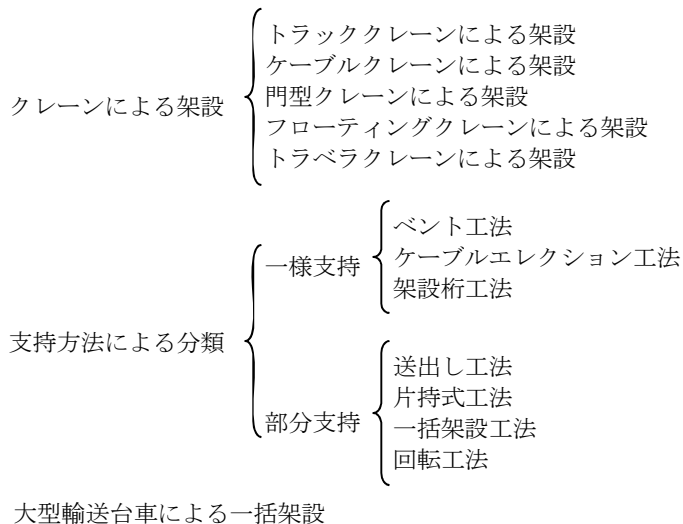 クレーンによる架設
トラッククレーンによる架設
ケーブルクレーンによる架設
門型クレーンによる架設
フローティングクレーンによる架設
トラベラクレーンによる架設
支持方法による分類
一様支持
ベント工法
ケーブルエレクション工法
架設桁工法
部分支持
送出し工法
片持式工法
一括架設工法
回転工法
大型輸送台車による一括架設